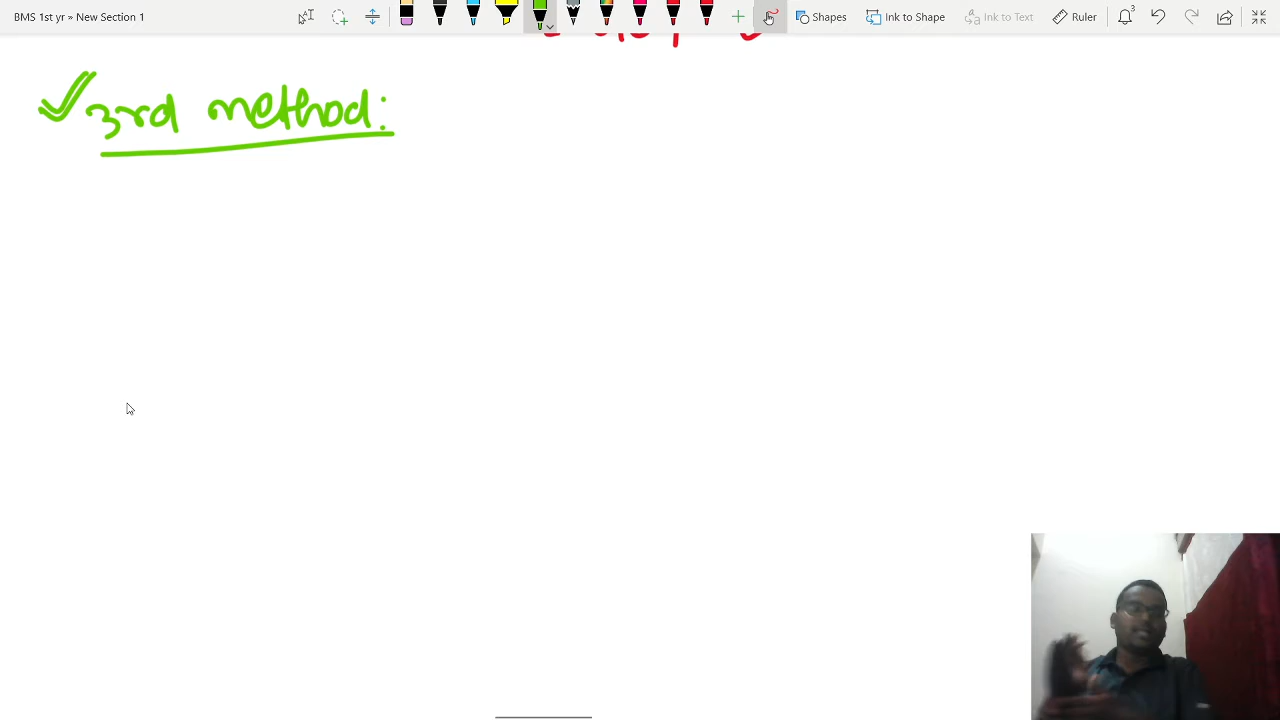 BMS 1st yr » New Section 1
Shapes
Ink to Shape
Ink to Text
Ruler
3rd method: